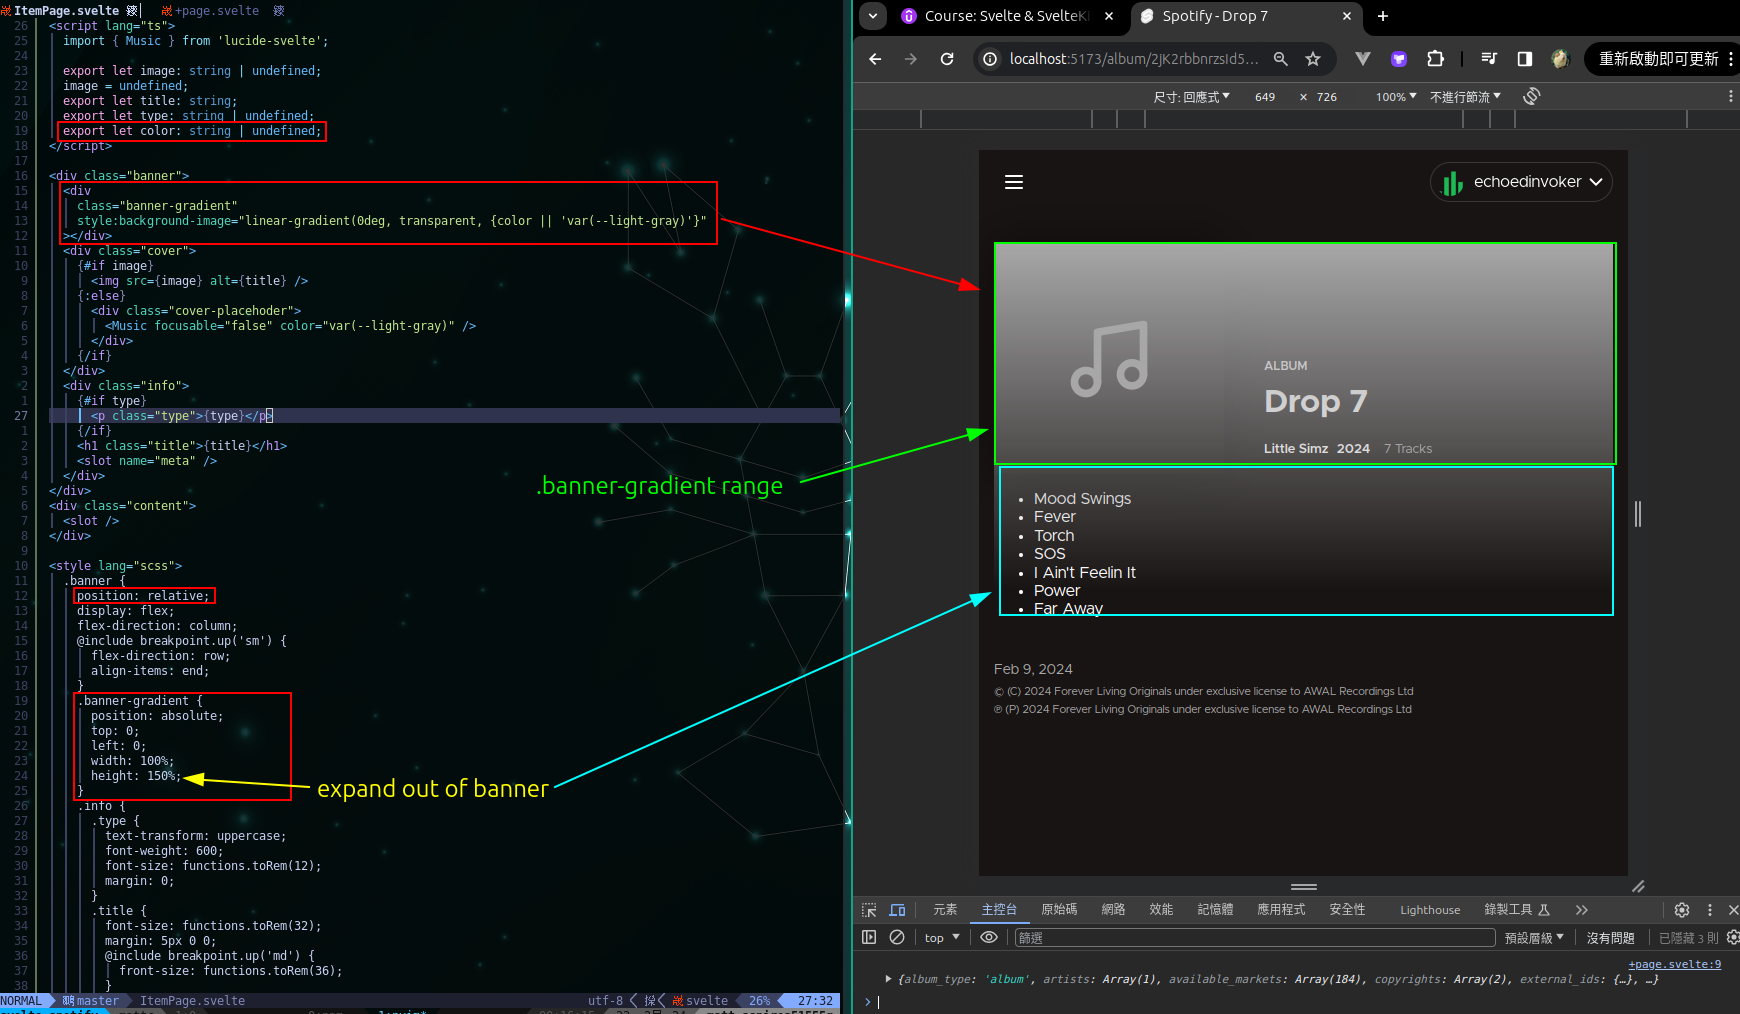 ItemPage.svelte
+page.svelte
26 <script lang="ts">
25 import { Music } from 'lucide-svelte';
24
23 export let image: string | undefined;
22 image = undefined;
21 export let title: string;
20 export let type: string | undefined;
19 export let color: string | undefined;
18 </script>
17
16 <div class="banner">
15 <div
14 class="banner-gradient"
13 style:background-image="linear-gradient(0deg, transparent, {color || 'var(--light-gray)'}"
12 ></div>
11 <div class="cover">
10 {#if image}
9 <img src={image} alt={title} />
8 {:else}
7 <div class="cover-placehoder">
6 <Music focusable="false" color="var(--light-gray)" />
5 </div>
4 {/if}
3 </div>
2 <div class="info">
1 {#if type}
27 <p class="type">{type}</p>
1 {/if}
2 <h1 class="title">{title}</h1>
3 <slot name="meta" />
4 </div>
5 </div>
6 <div class="content">
7 <slot />
8 </div>
9
10 <style lang="scss">
11 .banner {
12 position: relative;
13 display: flex;
14 flex-direction: column;
15 @include breakpoint.up('sm') {
16 flex-direction: row;
17 align-items: end;
18 }
19 .banner-gradient {
20 position: absolute;
21 top: 0;
22 left: 0;
23 width: 100%;
24 height: 150%;
25 }
26 .info {
27 .type {
28 text-transform: uppercase;
29 font-weight: 600;
30 font-size: functions.toRem(12);
31 margin: 0;
32 }
33 .title {
34 font-size: functions.toRem(32);
35 margin: 5px 0 0;
36 @include breakpoint.up('md') {
37 front-size: functions.toRem(36);
38 }
NORMAL master ItemPage.svelte utf-8 svelte 26% 27:32
.banner-gradient range
expand out of banner
Course: Svelte & SvelteKi
Spotify - Drop 7
localhost:5173/album/2JK2rbbnrzsId5...
重新啟動即可更新
尺寸: 回應式 649 × 726 100% 不進行節流
echoedinvoker
ALBUM
Drop 7
Little Simz 2024 7 Tracks
Mood Swings
Fever
Torch
SOS
I Ain't Feelin It
Power
Far Away
Feb 9, 2024
© (C) 2024 Forever Living Originals under exclusive license to AWAL Recordings Ltd
℗ (P) 2024 Forever Living Originals under exclusive license to AWAL Recordings Ltd
元素 主控台 原始碼 網路 效能 記憶體 應用程式 安全性 Lighthouse 錄製工具
top 篩選 預設層級 沒有問題 已隱藏 3 則
+page.svelte:9
{album_type: 'album', artists: Array(1), available_markets: Array(184), copyrights: Array(2), external_ids: {…}, …}